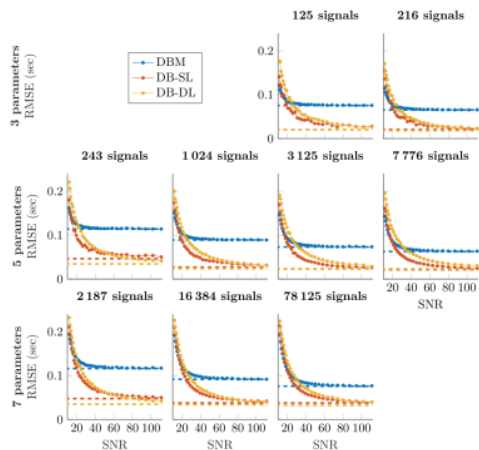 125 signals
216 signals
3 parameters
RMSE (sec)
0.2
0.1
0
DBM
DB-SL
DB-DL
243 signals
1 024 signals
3 125 signals
7 776 signals
5 parameters
RMSE (sec)
0.2
0.1
0
20 40 60 80 100
SNR
2 187 signals
16 384 signals
78 125 signals
7 parameters
RMSE (sec)
0.2
0.1
0
20 40 60 80 100
20 40 60 80 100
20 40 60 80 100
SNR
SNR
SNR